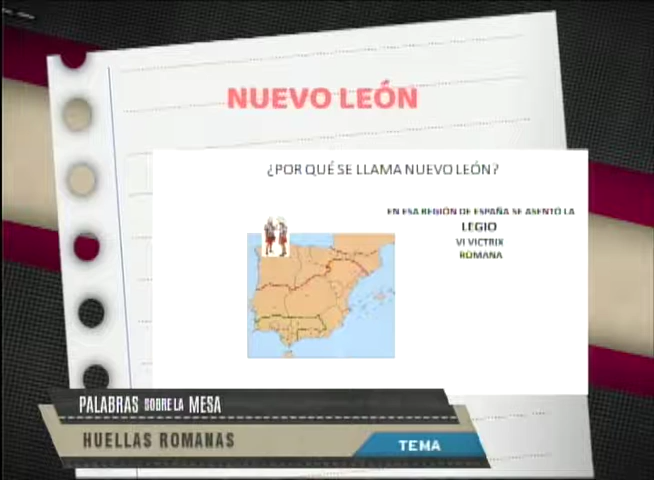 NUEVO LEÓN
¿POR QUÉ SE LLAMA NUEVO LEÓN?
EN ESA REGIÓN DE ESPAÑA SE ASENTÓ LA
LEGIO
VI VICTRIX
ROMANA
PALABRAS SOBRE LA MESA
HUELLAS ROMANAS
TEMA